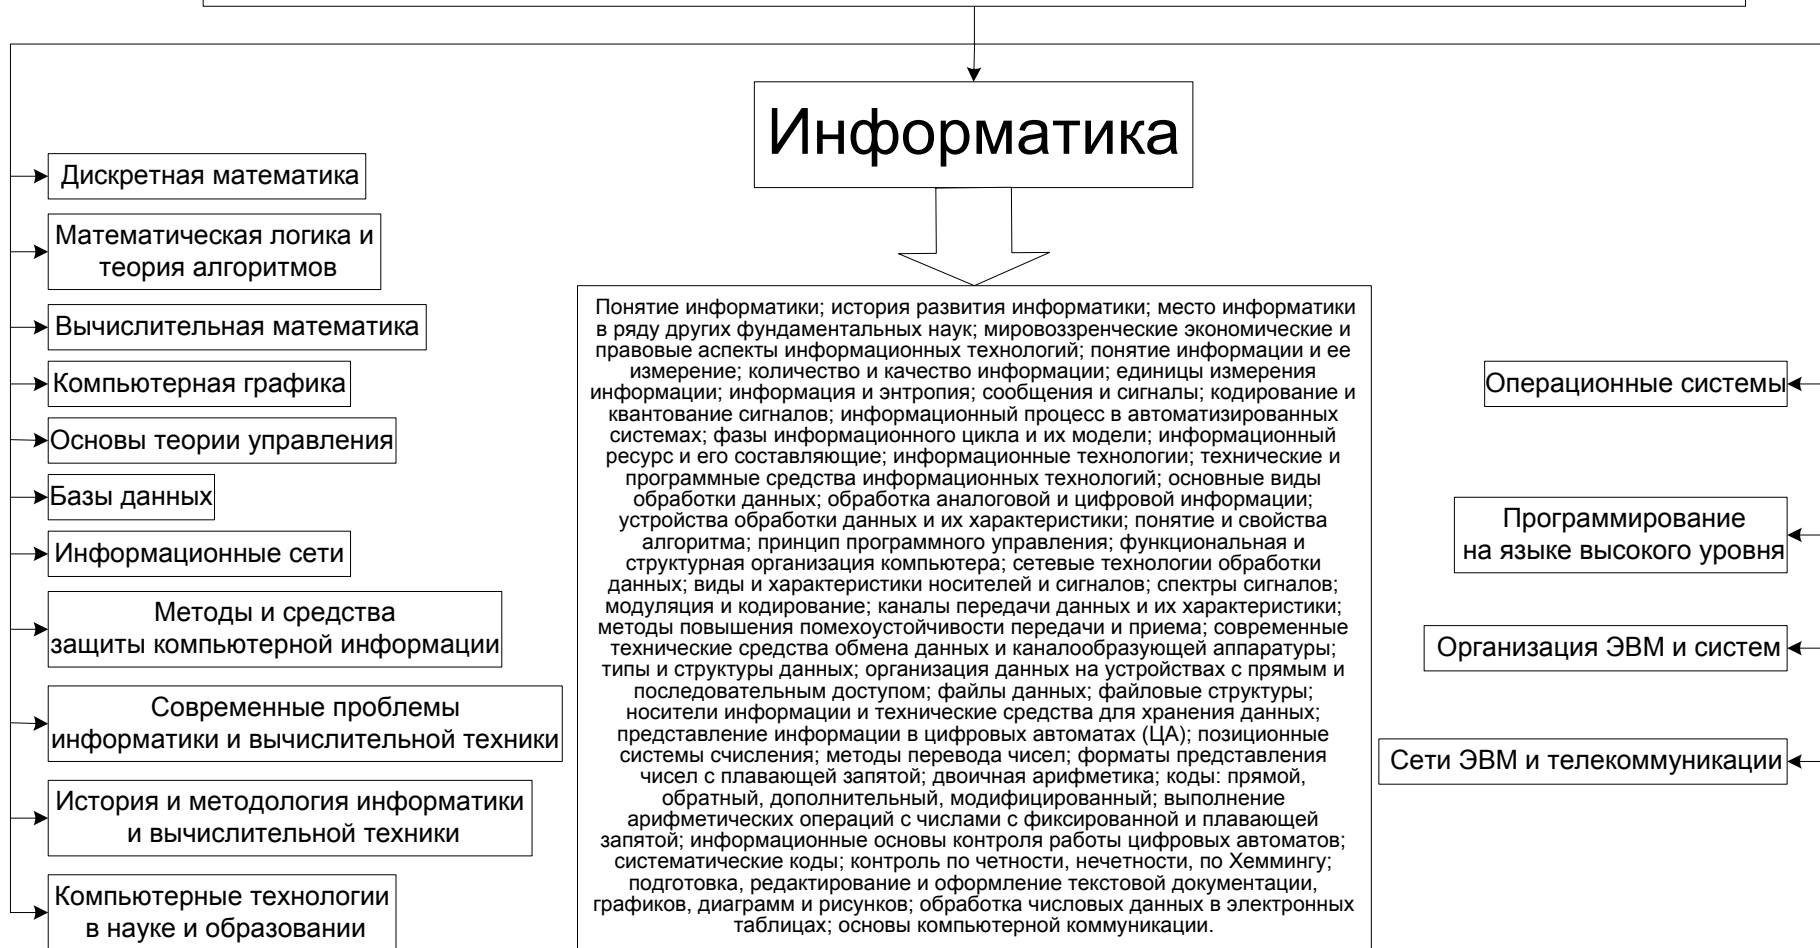 Информатика
Дискретная математика
Математическая логика и
теория алгоритмов
Вычислительная математика
Компьютерная графика
Основы теории управления
Базы данных
Информационные сети
Методы и средства
защиты компьютерной информации
Современные проблемы
информатики и вычислительной техники
История и методология информатики
и вычислительной техники
Компьютерные технологии
в науке и образовании
Понятие информатики; история развития информатики; место информатики
в ряду других фундаментальных наук; мировоззренческие экономические и
правовые аспекты информационных технологий; понятие информации и ее
измерение; количество и качество информации; единицы измерения
информации; информация и энтропия; сообщения и сигналы; кодирование и
квантование сигналов; информационный процесс в автоматизированных
системах; фазы информационного цикла и их модели; информационный
ресурс и его составляющие; информационные технологии; технические и
программные средства информационных технологий; основные виды
обработки данных; обработка аналоговой и цифровой информации;
устройства обработки данных и их характеристики; понятие и свойства
алгоритма; принцип программного управления; функциональная и
структурная организация компьютера; сетевые технологии обработки
данных; виды и характеристики носителей и сигналов; спектры сигналов;
модуляция и кодирование; каналы передачи данных и их характеристики;
методы повышения помехоустойчивости передачи и приема; современные
технические средства обмена данных и каналообразующей аппаратуры;
типы и структуры данных; организация данных на устройствах с прямым и
последовательным доступом; файлы данных; файловые структуры;
носители информации и технические средства для хранения данных;
представление информации в цифровых автоматах (ЦА); позиционные
системы счисления; методы перевода чисел; форматы представления
чисел с плавающей запятой; двоичная арифметика; коды: прямой,
обратный, дополнительный, модифицированный; выполнение
арифметических операций с числами с фиксированной и плавающей
запятой; информационные основы контроля работы цифровых автоматов;
систематические коды; контроль по четности, нечетности, по Хеммингу;
подготовка, редактирование и оформление текстовой документации,
графиков, диаграмм и рисунков; обработка числовых данных в электронных
таблицах; основы компьютерной коммуникации.
Операционные системы
Программирование
на языке высокого уровня
Организация ЭВМ и систем
Сети ЭВМ и телекоммуникации